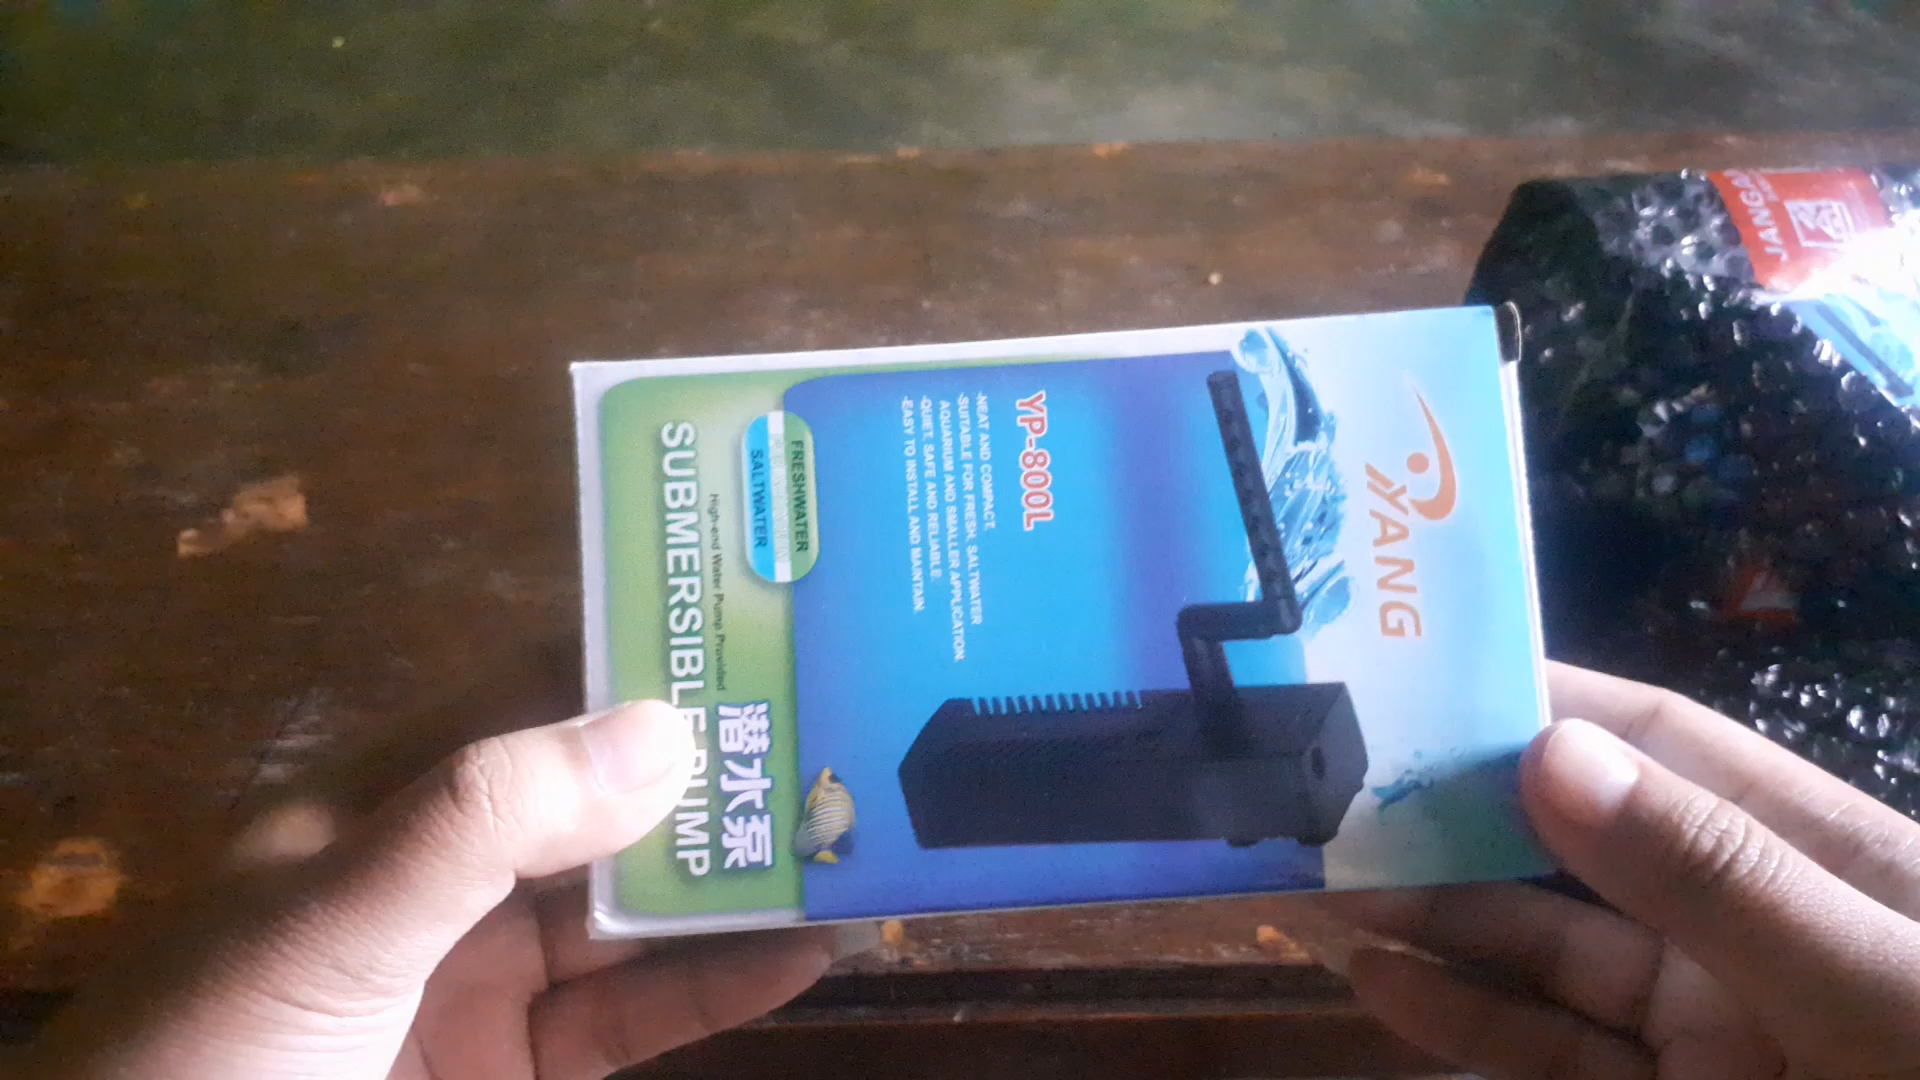 YANG
YP-800L
-NEAT AND COMPACT.
-SUITABLE FOR FRESH, SALTWATER
AQUARIUM AND SMALLER APPLICATION.
-QUIET, SAFE AND RELIABLE.
-EASY TO INSTALL AND MAINTAIN.
FRESHWATER
SALTWATER
潜水泵
High-end Water Pump Provided
SUBMERSIBLE PUMP